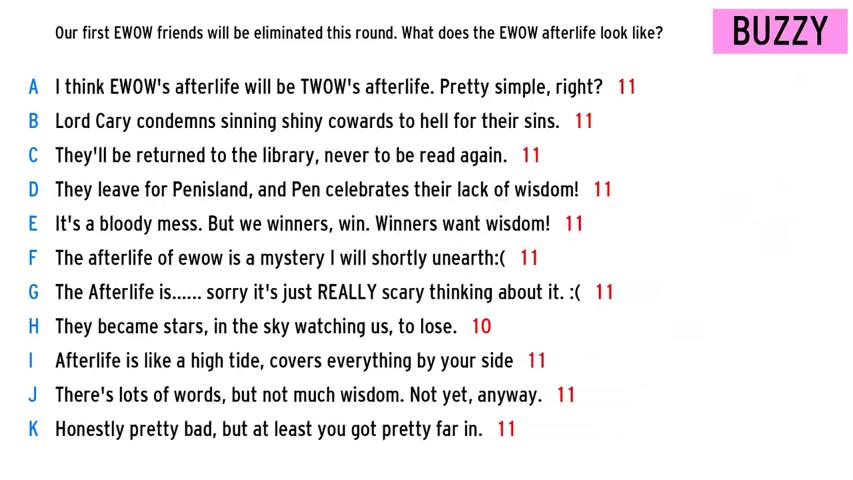 Our first EWOW friends will be eliminated this round. What does the EWOW afterlife look like?
BUZZY
A I think EWOW's afterlife will be TWOW's afterlife. Pretty simple, right? 11
B Lord Cary condemns sinning shiny cowards to hell for their sins. 11
C They'll be returned to the library, never to be read again. 11
D They leave for Penisland, and Pen celebrates their lack of wisdom! 11
E It's a bloody mess. But we winners, win. Winners want wisdom! 11
F The afterlife of ewow is a mystery I will shortly unearth:( 11
G The Afterlife is...... sorry it's just REALLY scary thinking about it. :( 11
H They became stars, in the sky watching us, to lose. 10
I Afterlife is like a high tide, covers everything by your side 11
J There's lots of words, but not much wisdom. Not yet, anyway. 11
K Honestly pretty bad, but at least you got pretty far in. 11